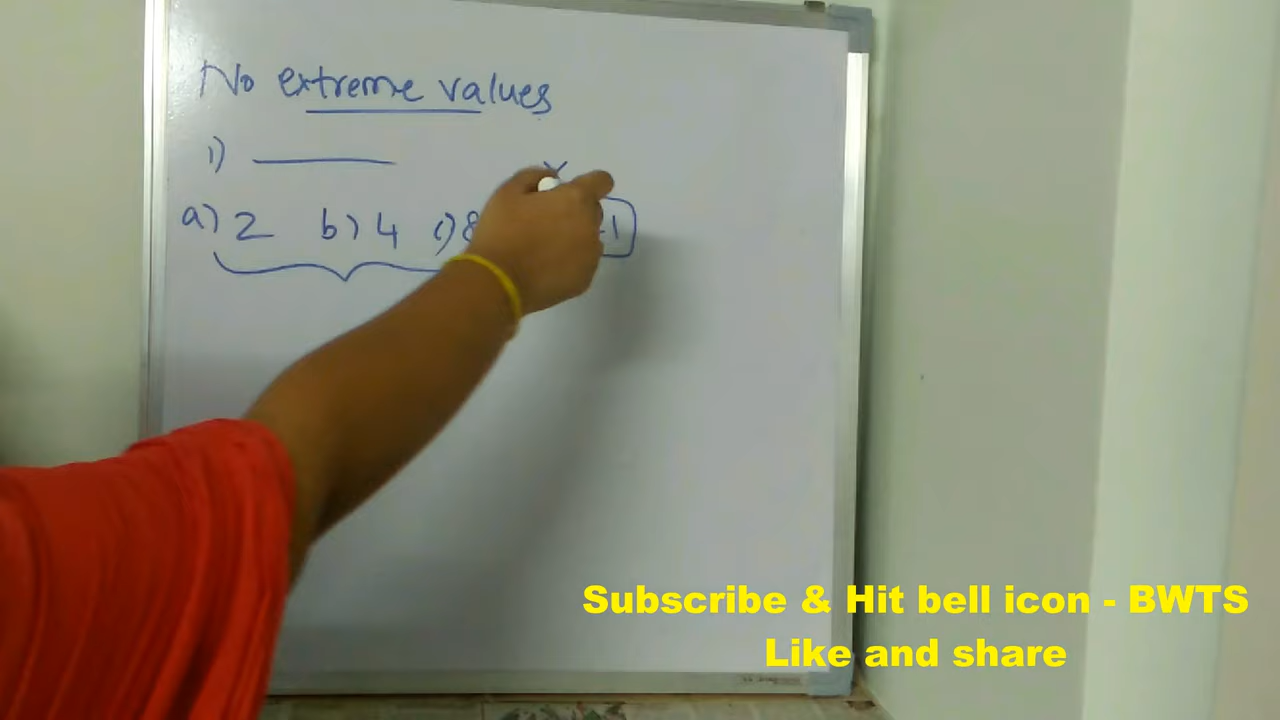 No extreme values
1)
a) 2 b) 4 c) 8
Subscribe & Hit bell icon - BWTS
Like and share